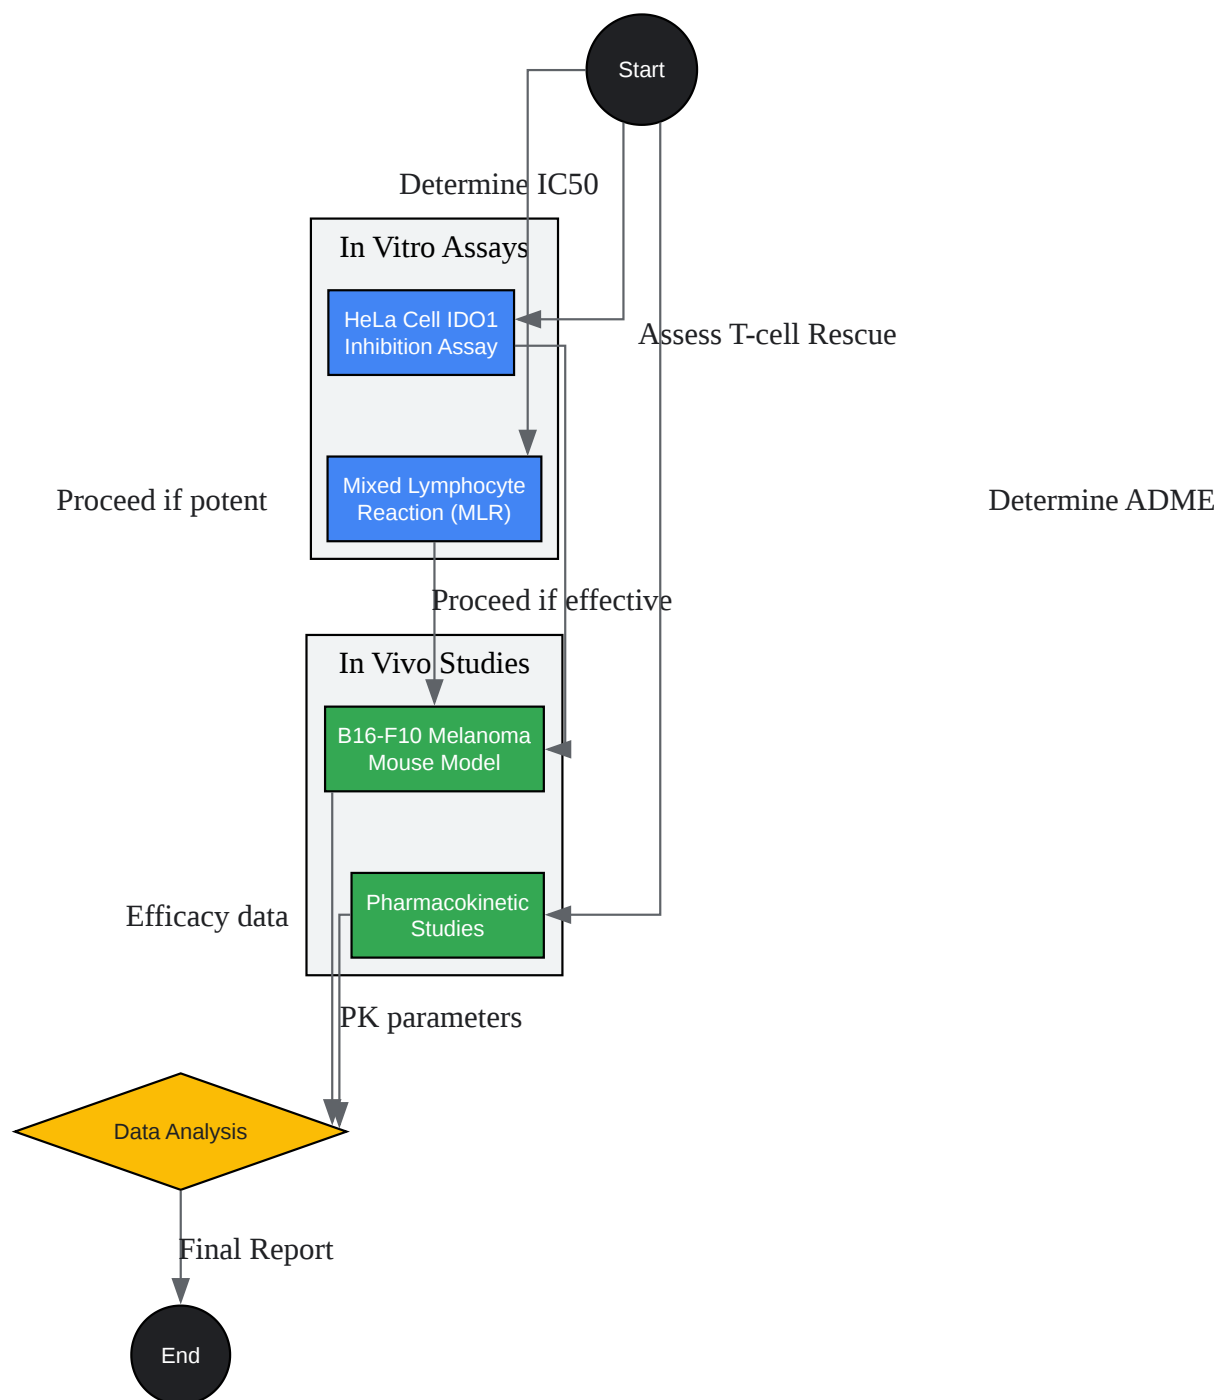 Start
Determine IC50
In Vitro Assays
HeLa Cell IDO1
Inhibition Assay
Assess T-cell Rescue
Mixed Lymphocyte
Reaction (MLR)
Proceed if potent
Determine ADME
Proceed if effective
In Vivo Studies
B16-F10 Melanoma
Mouse Model
Pharmacokinetic
Studies
Efficacy data
PK parameters
Data Analysis
Final Report
End